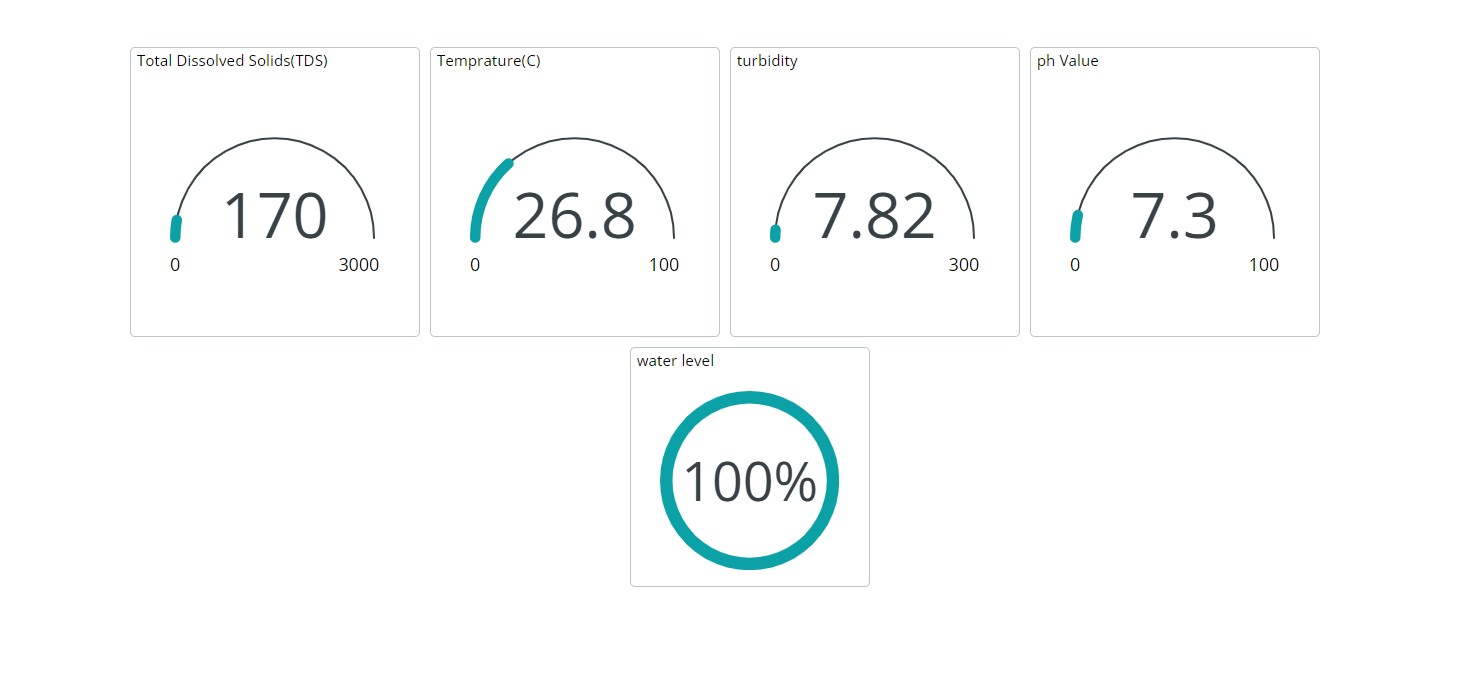 Total Dissolved Solids(TDS)
170
0 3000
Temprature(C)
26.8
0 100
turbidity
7.82
0 300
ph Value
7.3
0 100
water level
100%